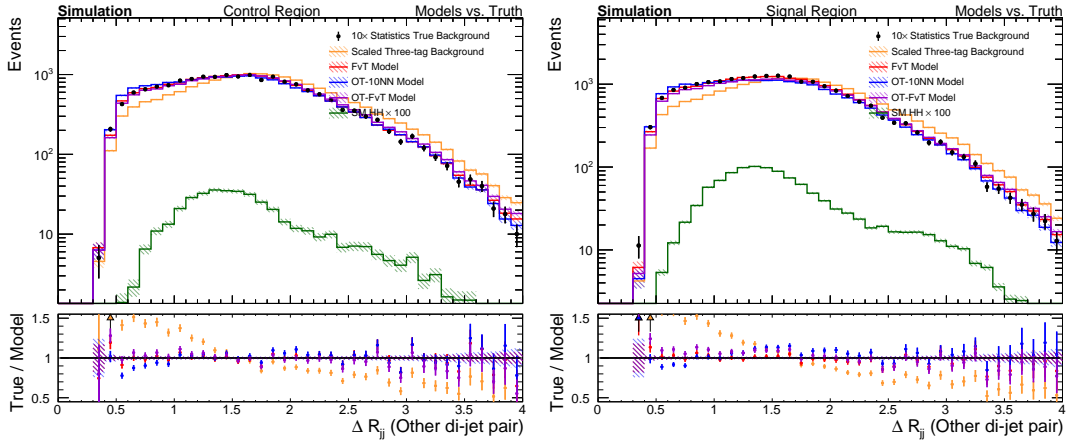 Simulation Control Region Models vs. Truth
Events
10× Statistics True Background
Scaled Three-tag Background
FvT Model
OT-10NN Model
OT-FvT Model
SM HH × 100
10³
10²
10
True / Model
1.5
1
0.5
0 0.5 1 1.5 2 2.5 3 3.5 4
Δ R jj (Other di-jet pair)
Simulation Signal Region Models vs. Truth
Events
10× Statistics True Background
Scaled Three-tag Background
FvT Model
OT-10NN Model
OT-FvT Model
SM HH × 100
10³
10²
10
True / Model
1.5
1
0.5
0 0.5 1 1.5 2 2.5 3 3.5 4
Δ R jj (Other di-jet pair)